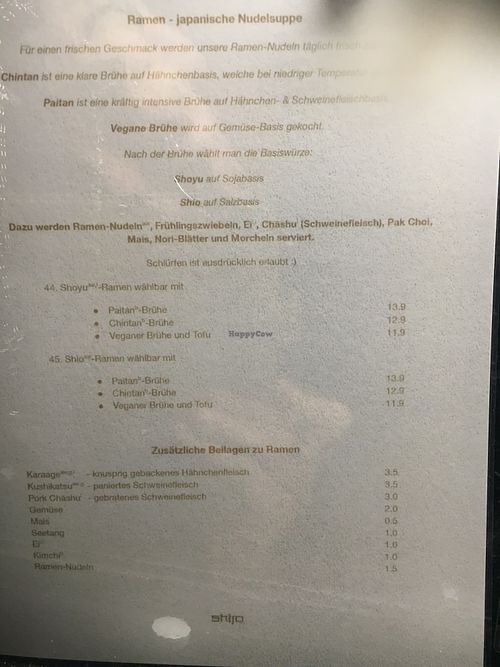 Ramen - japanische Nudelsuppe
Für einen frischen Geschmack werden unsere Ramen-Nudeln täglich frisch
Chintan ist eine klare Brühe auf Hähnchenbasis, welche bei niedriger Temperatur
Paitan ist eine kräftig intensive Brühe auf Hähnchen- & Schweinefleischbasis
Vegane Brühe wird auf Gemüse-Basis gekocht.
Nach der Brühe wählt man die Basiswürze:
Shoyu auf Sojabasis
Shio auf Salzbasis
Dazu werden Ramen-Nudeln, Frühlingszwiebeln, Ei, Chashu (Schweinefleisch), Pak Choi,
Mais, Nori-Blätter und Morcheln serviert.
Schlürfen ist ausdrücklich erlaubt :)
44. Shoyu-Ramen wählbar mit
• Paitan-Brühe 13.9
• Chintan-Brühe 12.9
• Veganer Brühe und Tofu 11.9
HappyCow
45. Shio-Ramen wählbar mit
• Paitan-Brühe 13.9
• Chintan-Brühe 12.9
• Veganer Brühe und Tofu 11.9
Zusätzliche Beilagen zu Ramen
Karaage - knusprig gebackenes Hähnchenfleisch 3.5
Kushikatsu - paniertes Schweinefleisch 3.5
Pork Chashu - gebratenes Schweinefleisch 3.0
Gemüse 2.0
Mais 0.5
Seetang 1.0
Ei 1.0
Kimchi 1.0
Ramen-Nudeln 1.5
shiro